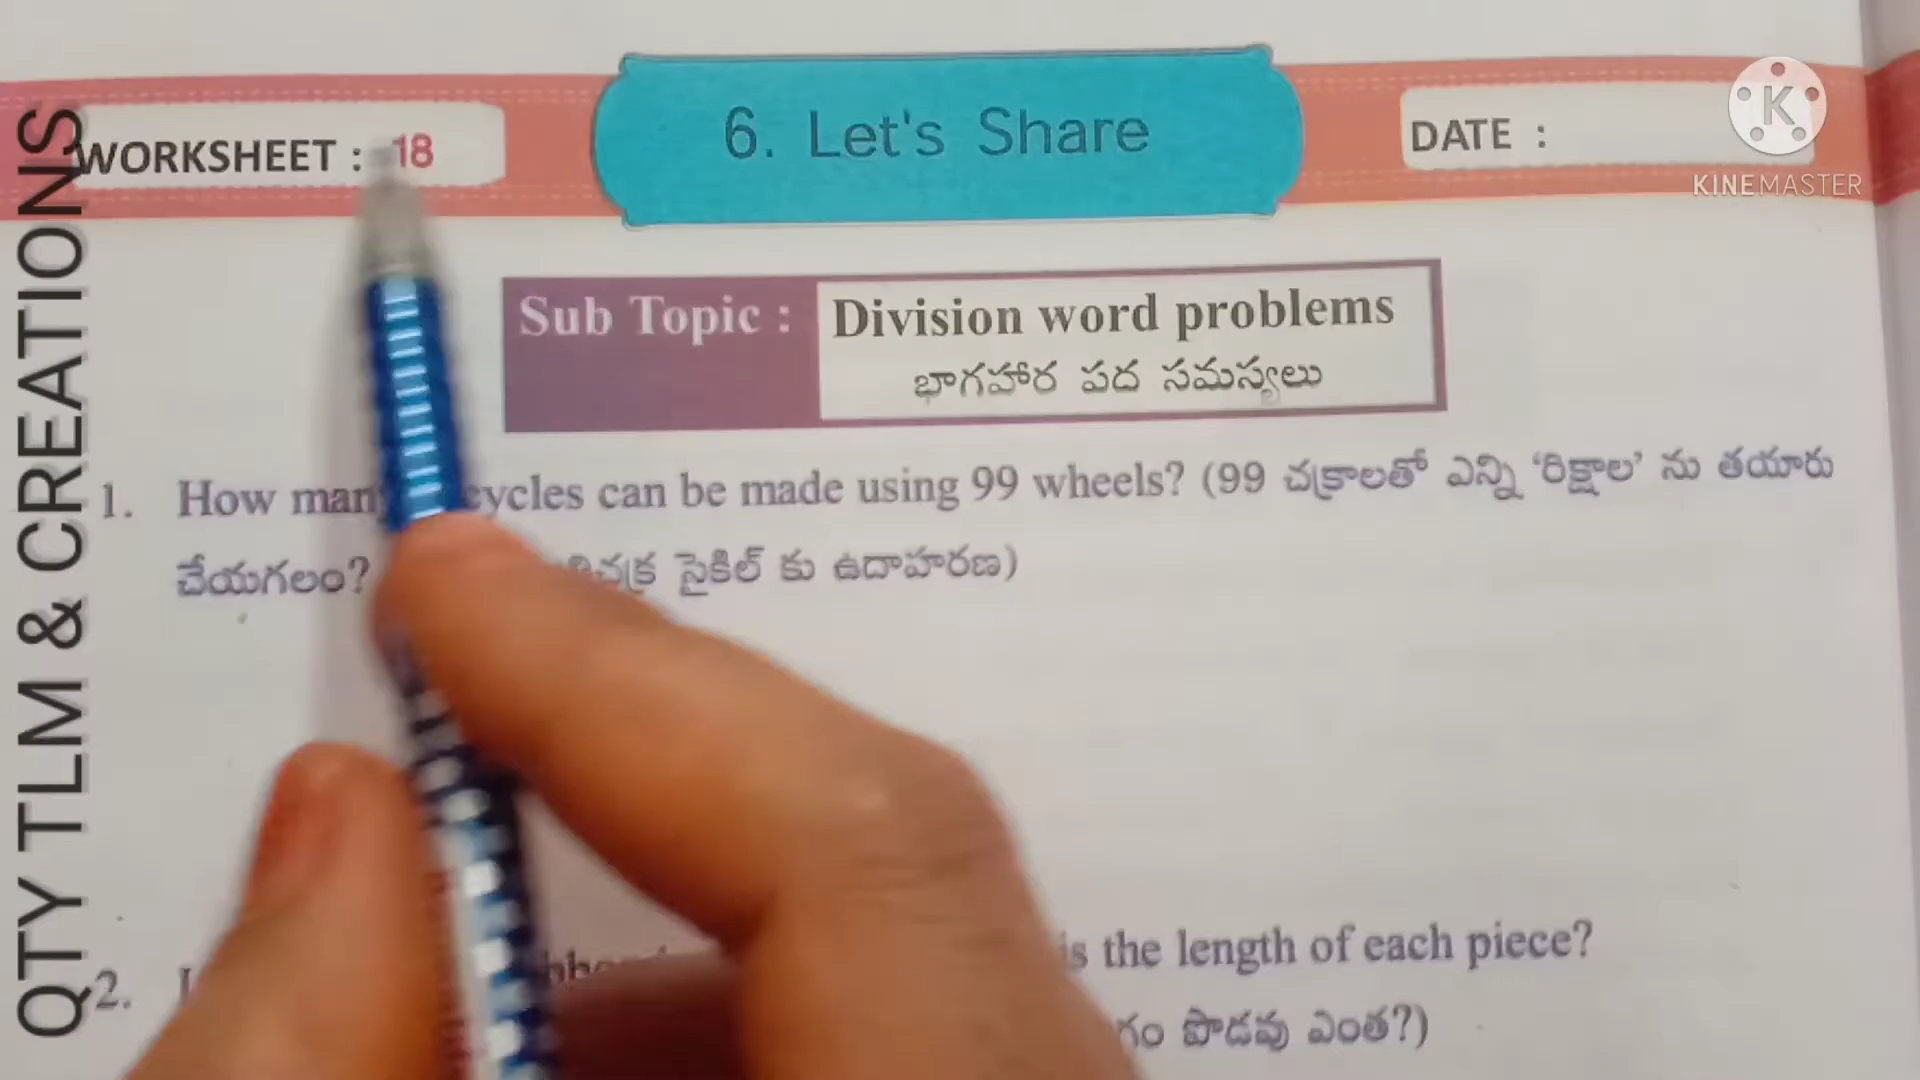 WORKSHEET : 18
6. Let's Share
DATE :
KINEMASTER
QTY TLM & CREATIONS
Sub Topic :
Division word problems
భాగహార పద సమస్యలు
1. How many cycles can be made using 99 wheels? (99 చక్రాలతో ఎన్ని ‘రిక్షాల’ ను తయారు
చేయగలం? సైకిల్ కు ఉదాహరణ)
2. is the length of each piece?
పొడవు ఎంత?)